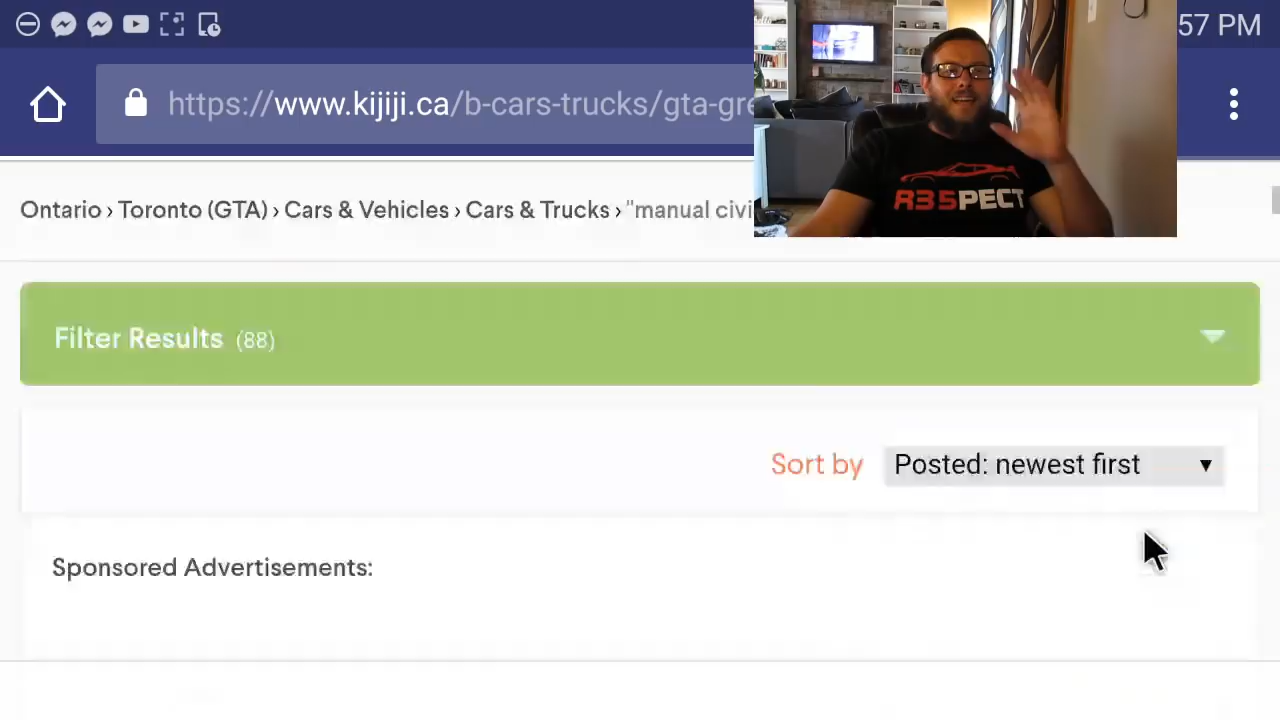 57 PM
https://www.kijiji.ca/b-cars-trucks/gta-gre
Ontario › Toronto (GTA) › Cars & Vehicles › Cars & Trucks › "manual civi
R35PECT
Filter Results (88)
Sort by Posted: newest first
Sponsored Advertisements: